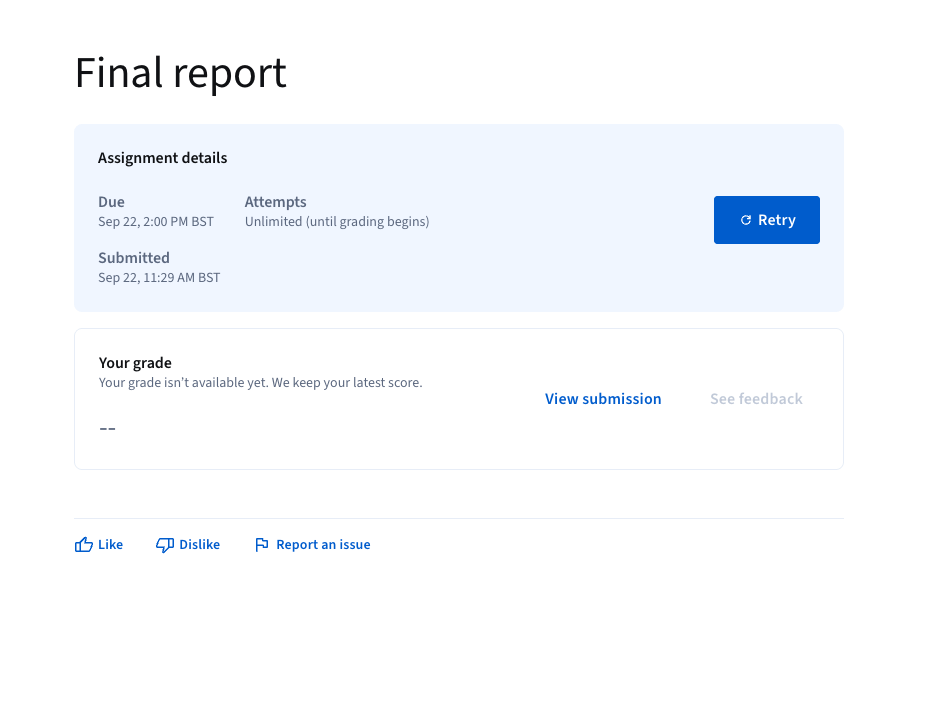 Final report
Assignment details
Due
Sep 22, 2:00 PM BST
Attempts
Unlimited (until grading begins)
Submitted
Sep 22, 11:29 AM BST
Retry
Your grade
Your grade isn't available yet. We keep your latest score.
--
View submission
See feedback
Like
Dislike
Report an issue